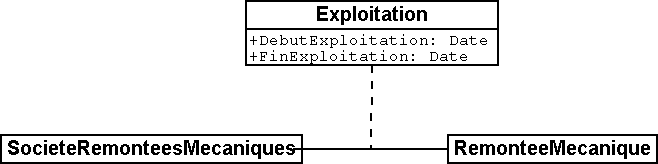 Exploitation
+DebutExploitation: Date
+FinExploitation: Date
SocieteRemonteesMecaniques
RemonteeMecanique